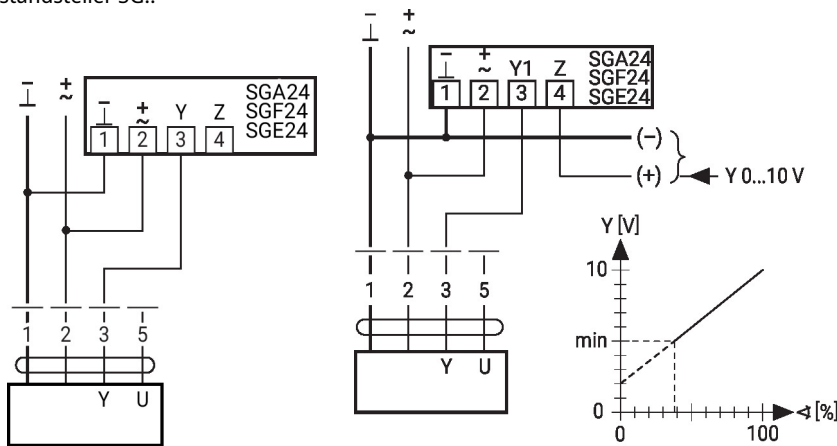 standsteller SG..
– + ~
⊥
– + ~ Y Z
⊥
1 2 3 4
SGA24
SGF24
SGE24
1 2 3 5
Y U
– + ~
⊥
– + ~ Y1 Z
⊥
1 2 3 4
SGA24
SGF24
SGE24
(–)
(+)
Y 0...10 V
1 2 3 5
Y U
Y [V]
10
min
0
0 100
∢ [%]